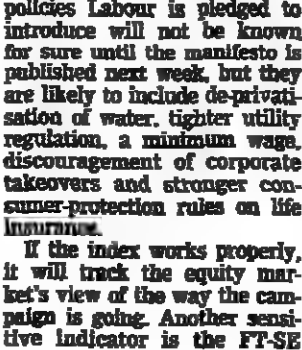 policies Labour is pledged to
introduce will not be known
for sure until the manifesto is
published next week, but they
are likely to include de-privati-
sation of water, tighter utility
regulation, a minimum wage,
discouragement of corporate
takeovers and stronger con-
sumer-protection rules on life
insurance.
If the index works properly,
it will track the equity mar-
ket's view of the way the cam-
paign is going. Another sensi-
tive indicator is the FT-SE